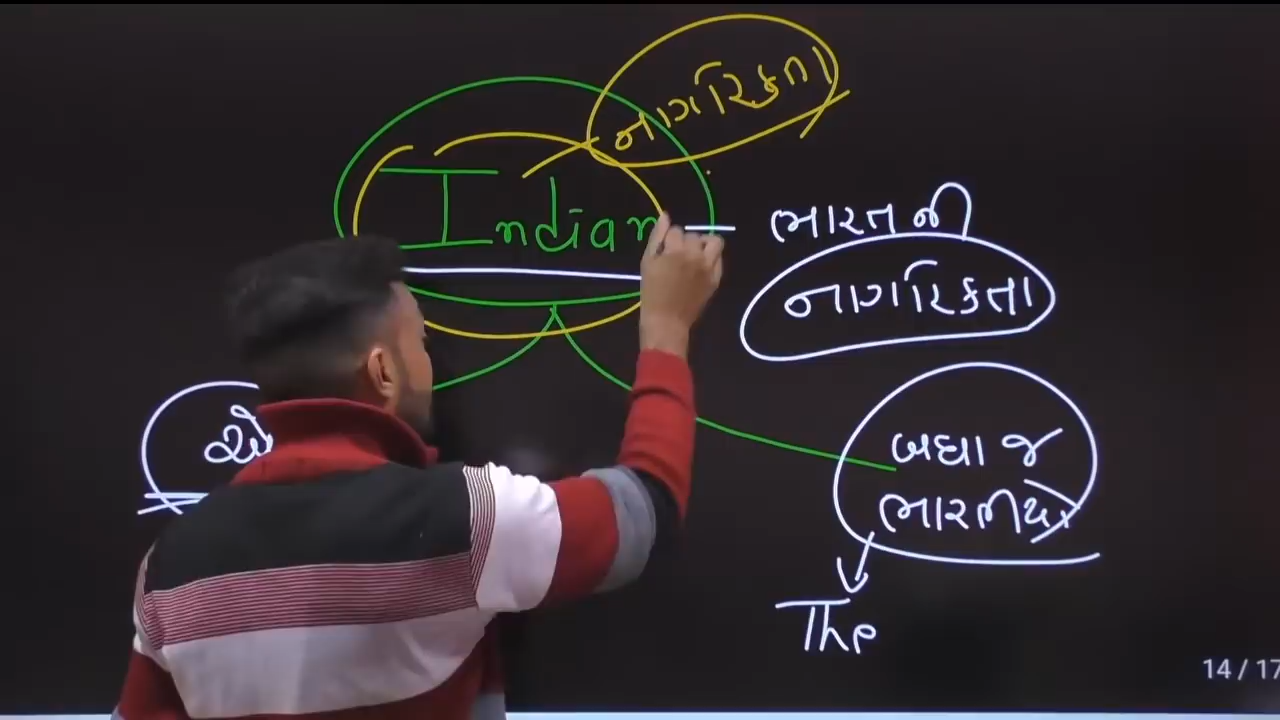 નાગરિકતા
Indian — ભારતની
નાગરિકતા
બધા જ
ભારતીયો
The
14 / 17